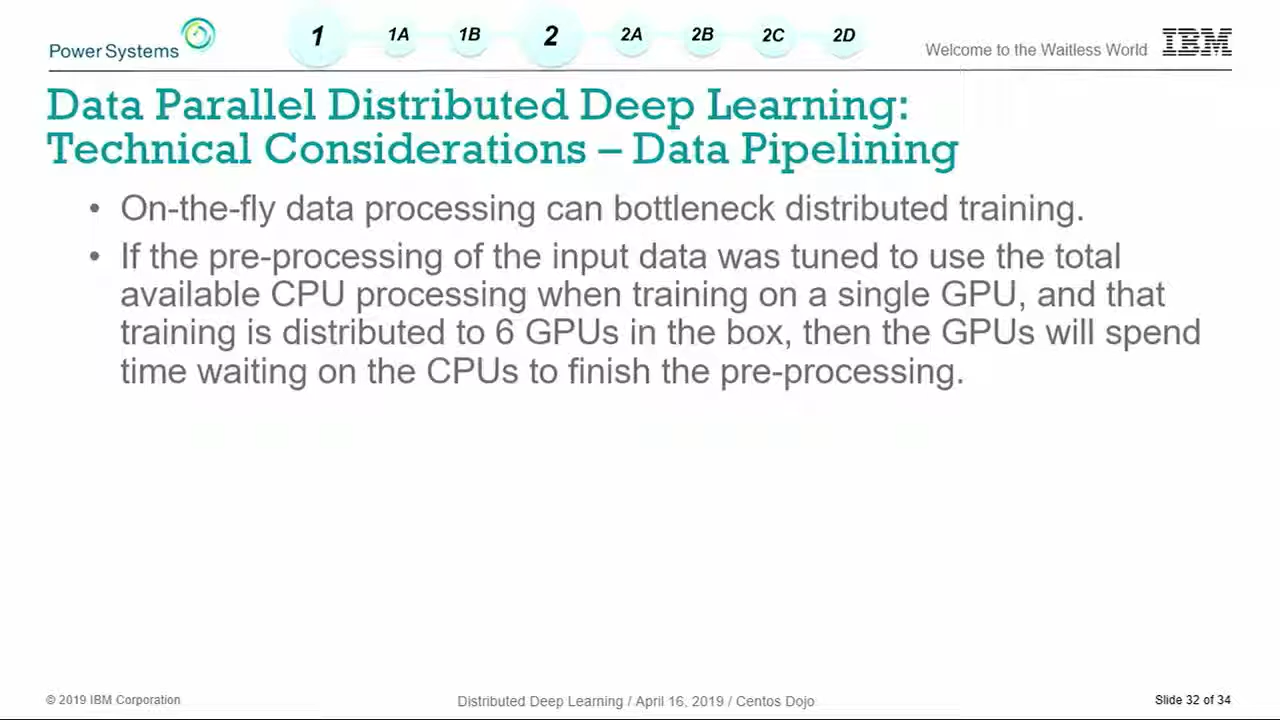 Power Systems
1
1A
1B
2
2A
2B
2C
2D
Welcome to the Waitless World
IBM
Data Parallel Distributed Deep Learning:
Technical Considerations – Data Pipelining
• On-the-fly data processing can bottleneck distributed training.
• If the pre-processing of the input data was tuned to use the total
available CPU processing when training on a single GPU, and that
training is distributed to 6 GPUs in the box, then the GPUs will spend
time waiting on the CPUs to finish the pre-processing.
© 2019 IBM Corporation
Distributed Deep Learning / April 16, 2019 / Centos Dojo
Slide 32 of 34